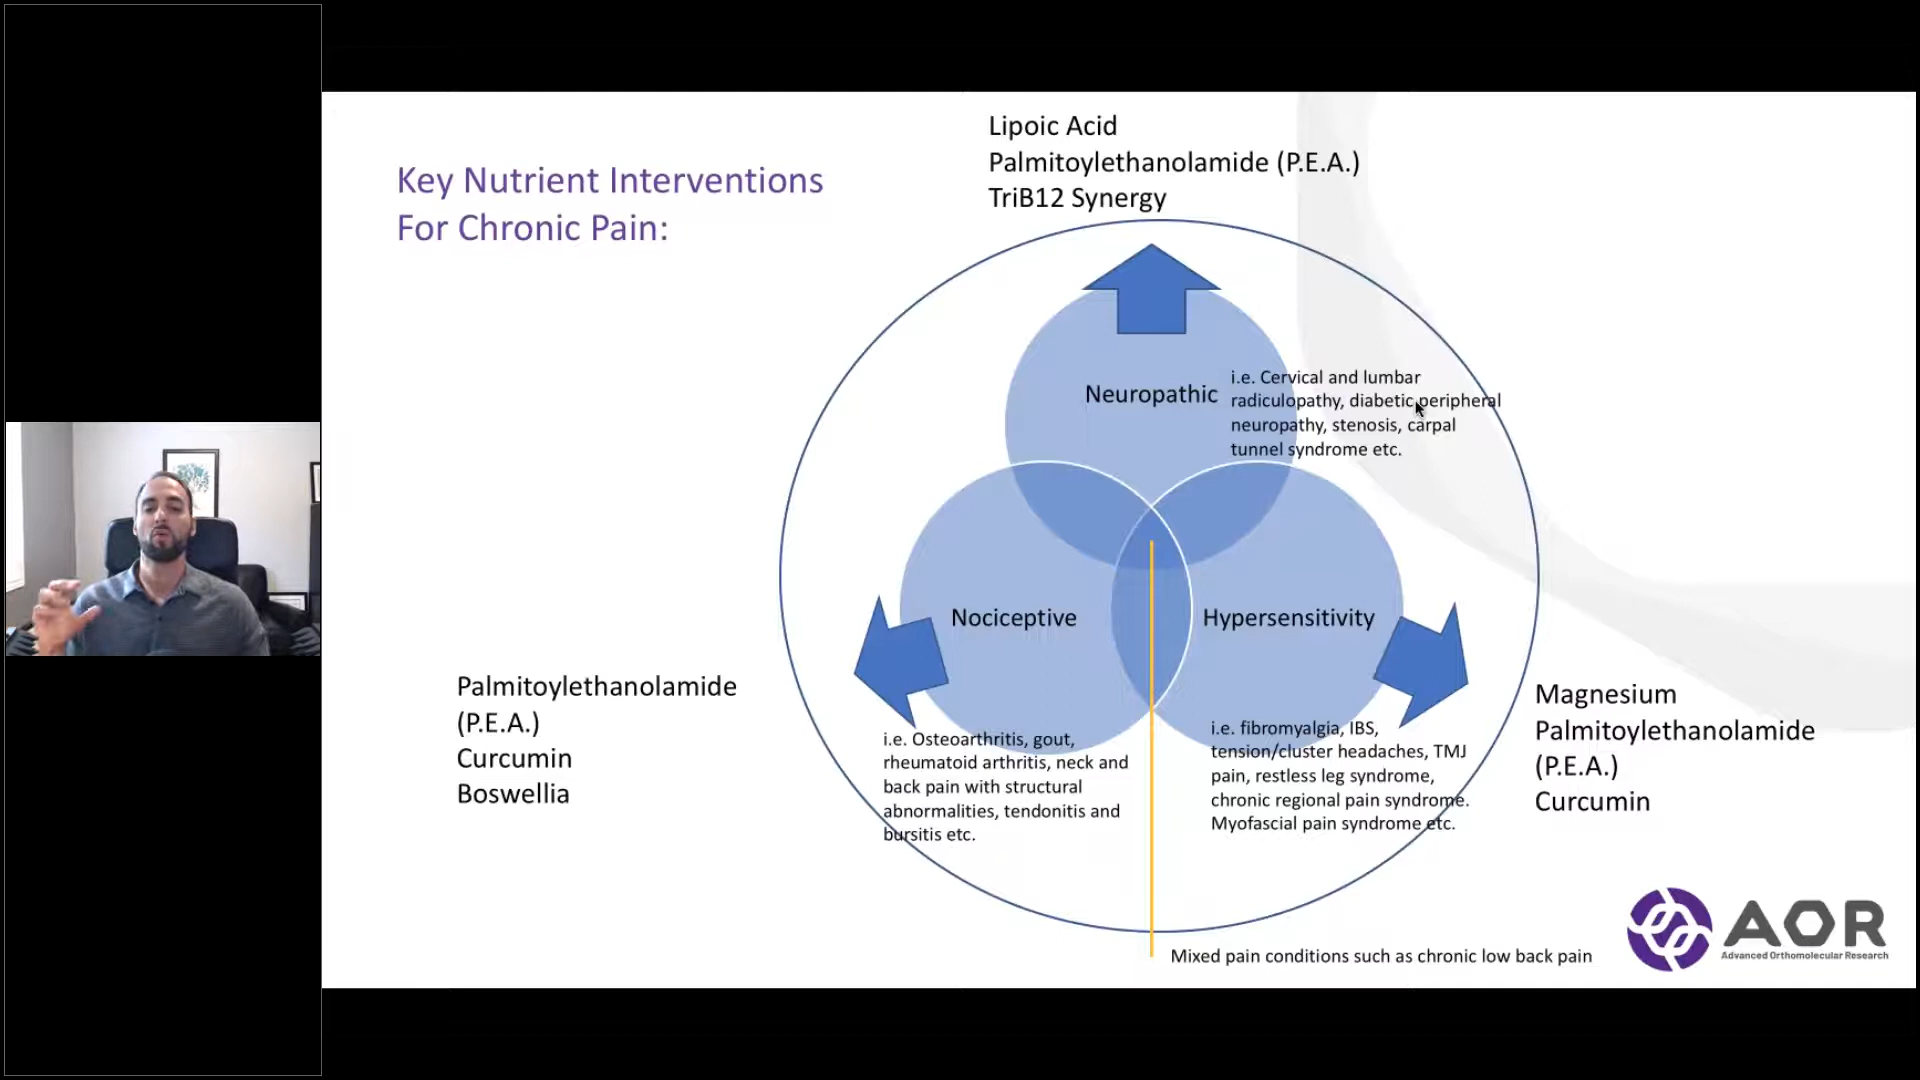 Key Nutrient Interventions
For Chronic Pain:
Lipoic Acid
Palmitoylethanolamide (P.E.A.)
TriB12 Synergy
Neuropathic
i.e. Cervical and lumbar
radiculopathy, diabetic peripheral
neuropathy, stenosis, carpal
tunnel syndrome etc.
Nociceptive
Hypersensitivity
Palmitoylethanolamide
(P.E.A.)
Curcumin
Boswellia
i.e. Osteoarthritis, gout,
rheumatoid arthritis, neck and
back pain with structural
abnormalities, tendonitis and
bursitis etc.
i.e. fibromyalgia, IBS,
tension/cluster headaches, TMJ
pain, restless leg syndrome,
chronic regional pain syndrome.
Myofascial pain syndrome etc.
Magnesium
Palmitoylethanolamide
(P.E.A.)
Curcumin
Mixed pain conditions such as chronic low back pain
AOR
Advanced Orthomolecular Research